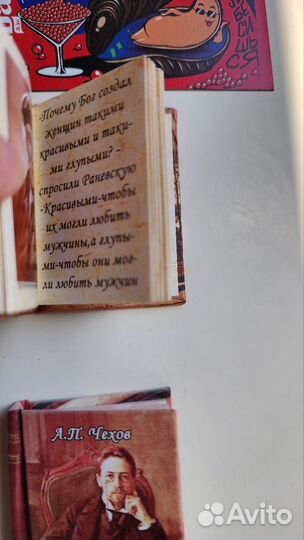 -Почему Бог создал
женщин такими
красивыми и таки-
ми глупыми? -
спросили Раневскую
-Красивыми-чтобы
их могли любить
мужчины,а глупы-
ми-чтобы они мог-
ли любить мужчин
А.П. Чехов
Avito